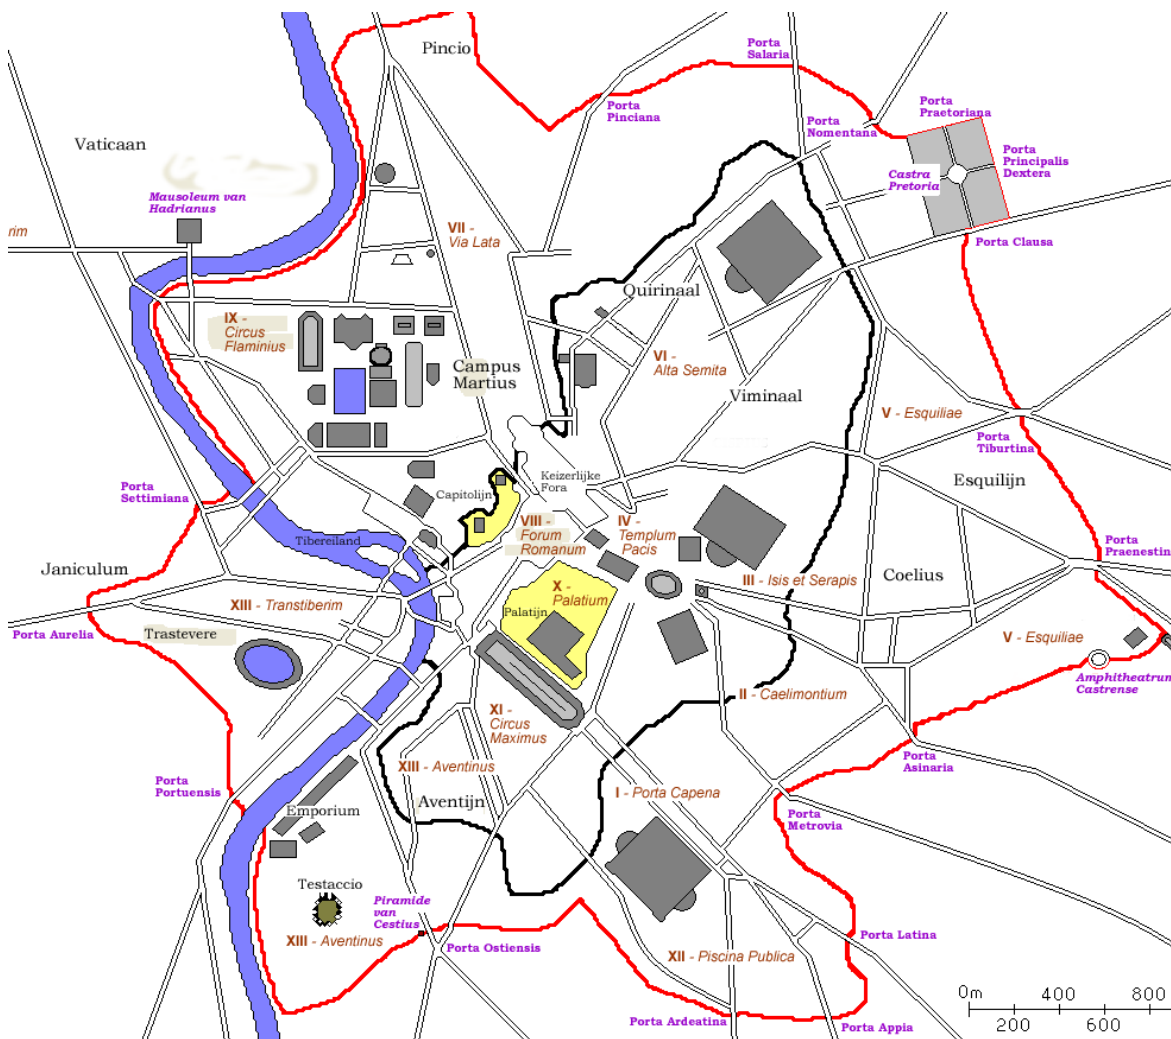 Pincio
Porta
Salaria
Porta
Pinciana
Porta
Praetoriana
Porta
Nomentana
Vaticaan
Porta
Principalis
Dextera
Castra
Pretoria
Mausoleum van
Hadrianus
rim
VII -
Via Lata
Porta Clausa
Quirinaal
IX -
Circus
Flaminius
VI -
Alta Semita
Campus
Martius
Viminaal
V - Esquiliae
Porta
Tiburtina
Porta
Settimiana
Keizerlijke
Fora
Esquilijn
Capitolijn
VIII -
Forum
Romanum
IV -
Templum
Pacis
Tibereiland
Porta
Praenestin
Janiculum
III - Isis et Serapis
Coelius
X -
Palatium
XIII - Transtiberim
Palatijn
Porta Aurelia
Trastevere
V - Esquiliae
Amphitheatrum
Castrense
II - Caelimontium
XI -
Circus
Maximus
Porta
Asinaria
XIII - Aventinus
Porta
Portuensis
I - Porta Capena
Aventijn
Emporium
Porta
Metrovia
Testaccio
Piramide
van
Cestius
XIII - Aventinus
Porta Ostiensis
Porta Latina
XII - Piscina Publica
0m 400 800
200 600
Porta Ardeatina
Porta Appia